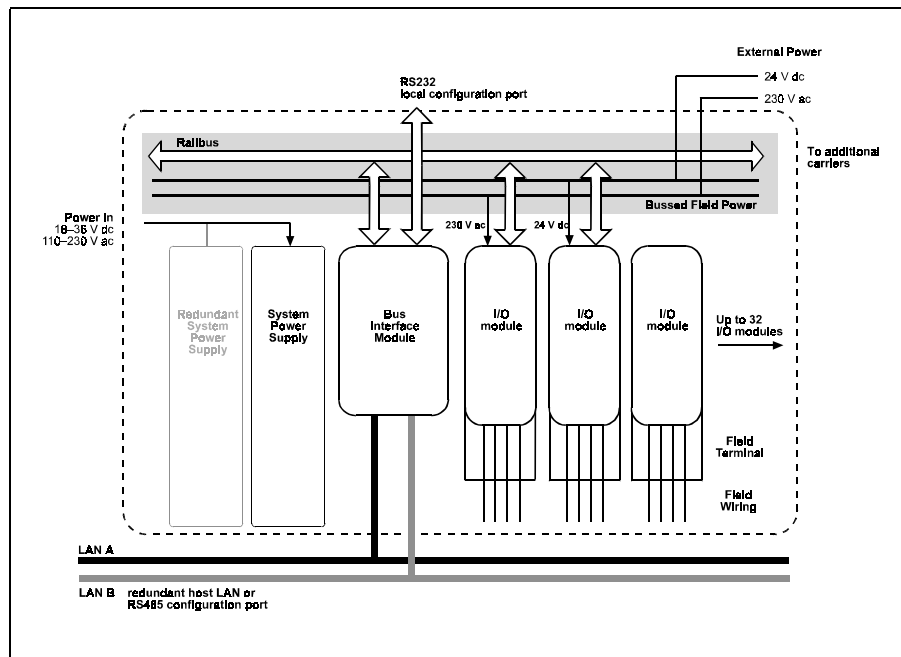 External Power
24 V dc
230 V ac
RS232
local configuration port
Railbus
To additional
carriers
Bussed Field Power
Power In
18–36 V dc
110–230 V ac
230 V ac
24 V dc
Redundant
System
Power
Supply
System
Power
Supply
Bus
Interface
Module
I/O
module
I/O
module
I/O
module
Up to 32
I/O modules
Field
Terminal
Field
Wiring
LAN A
LAN B redundant host LAN or
RS485 configuration port